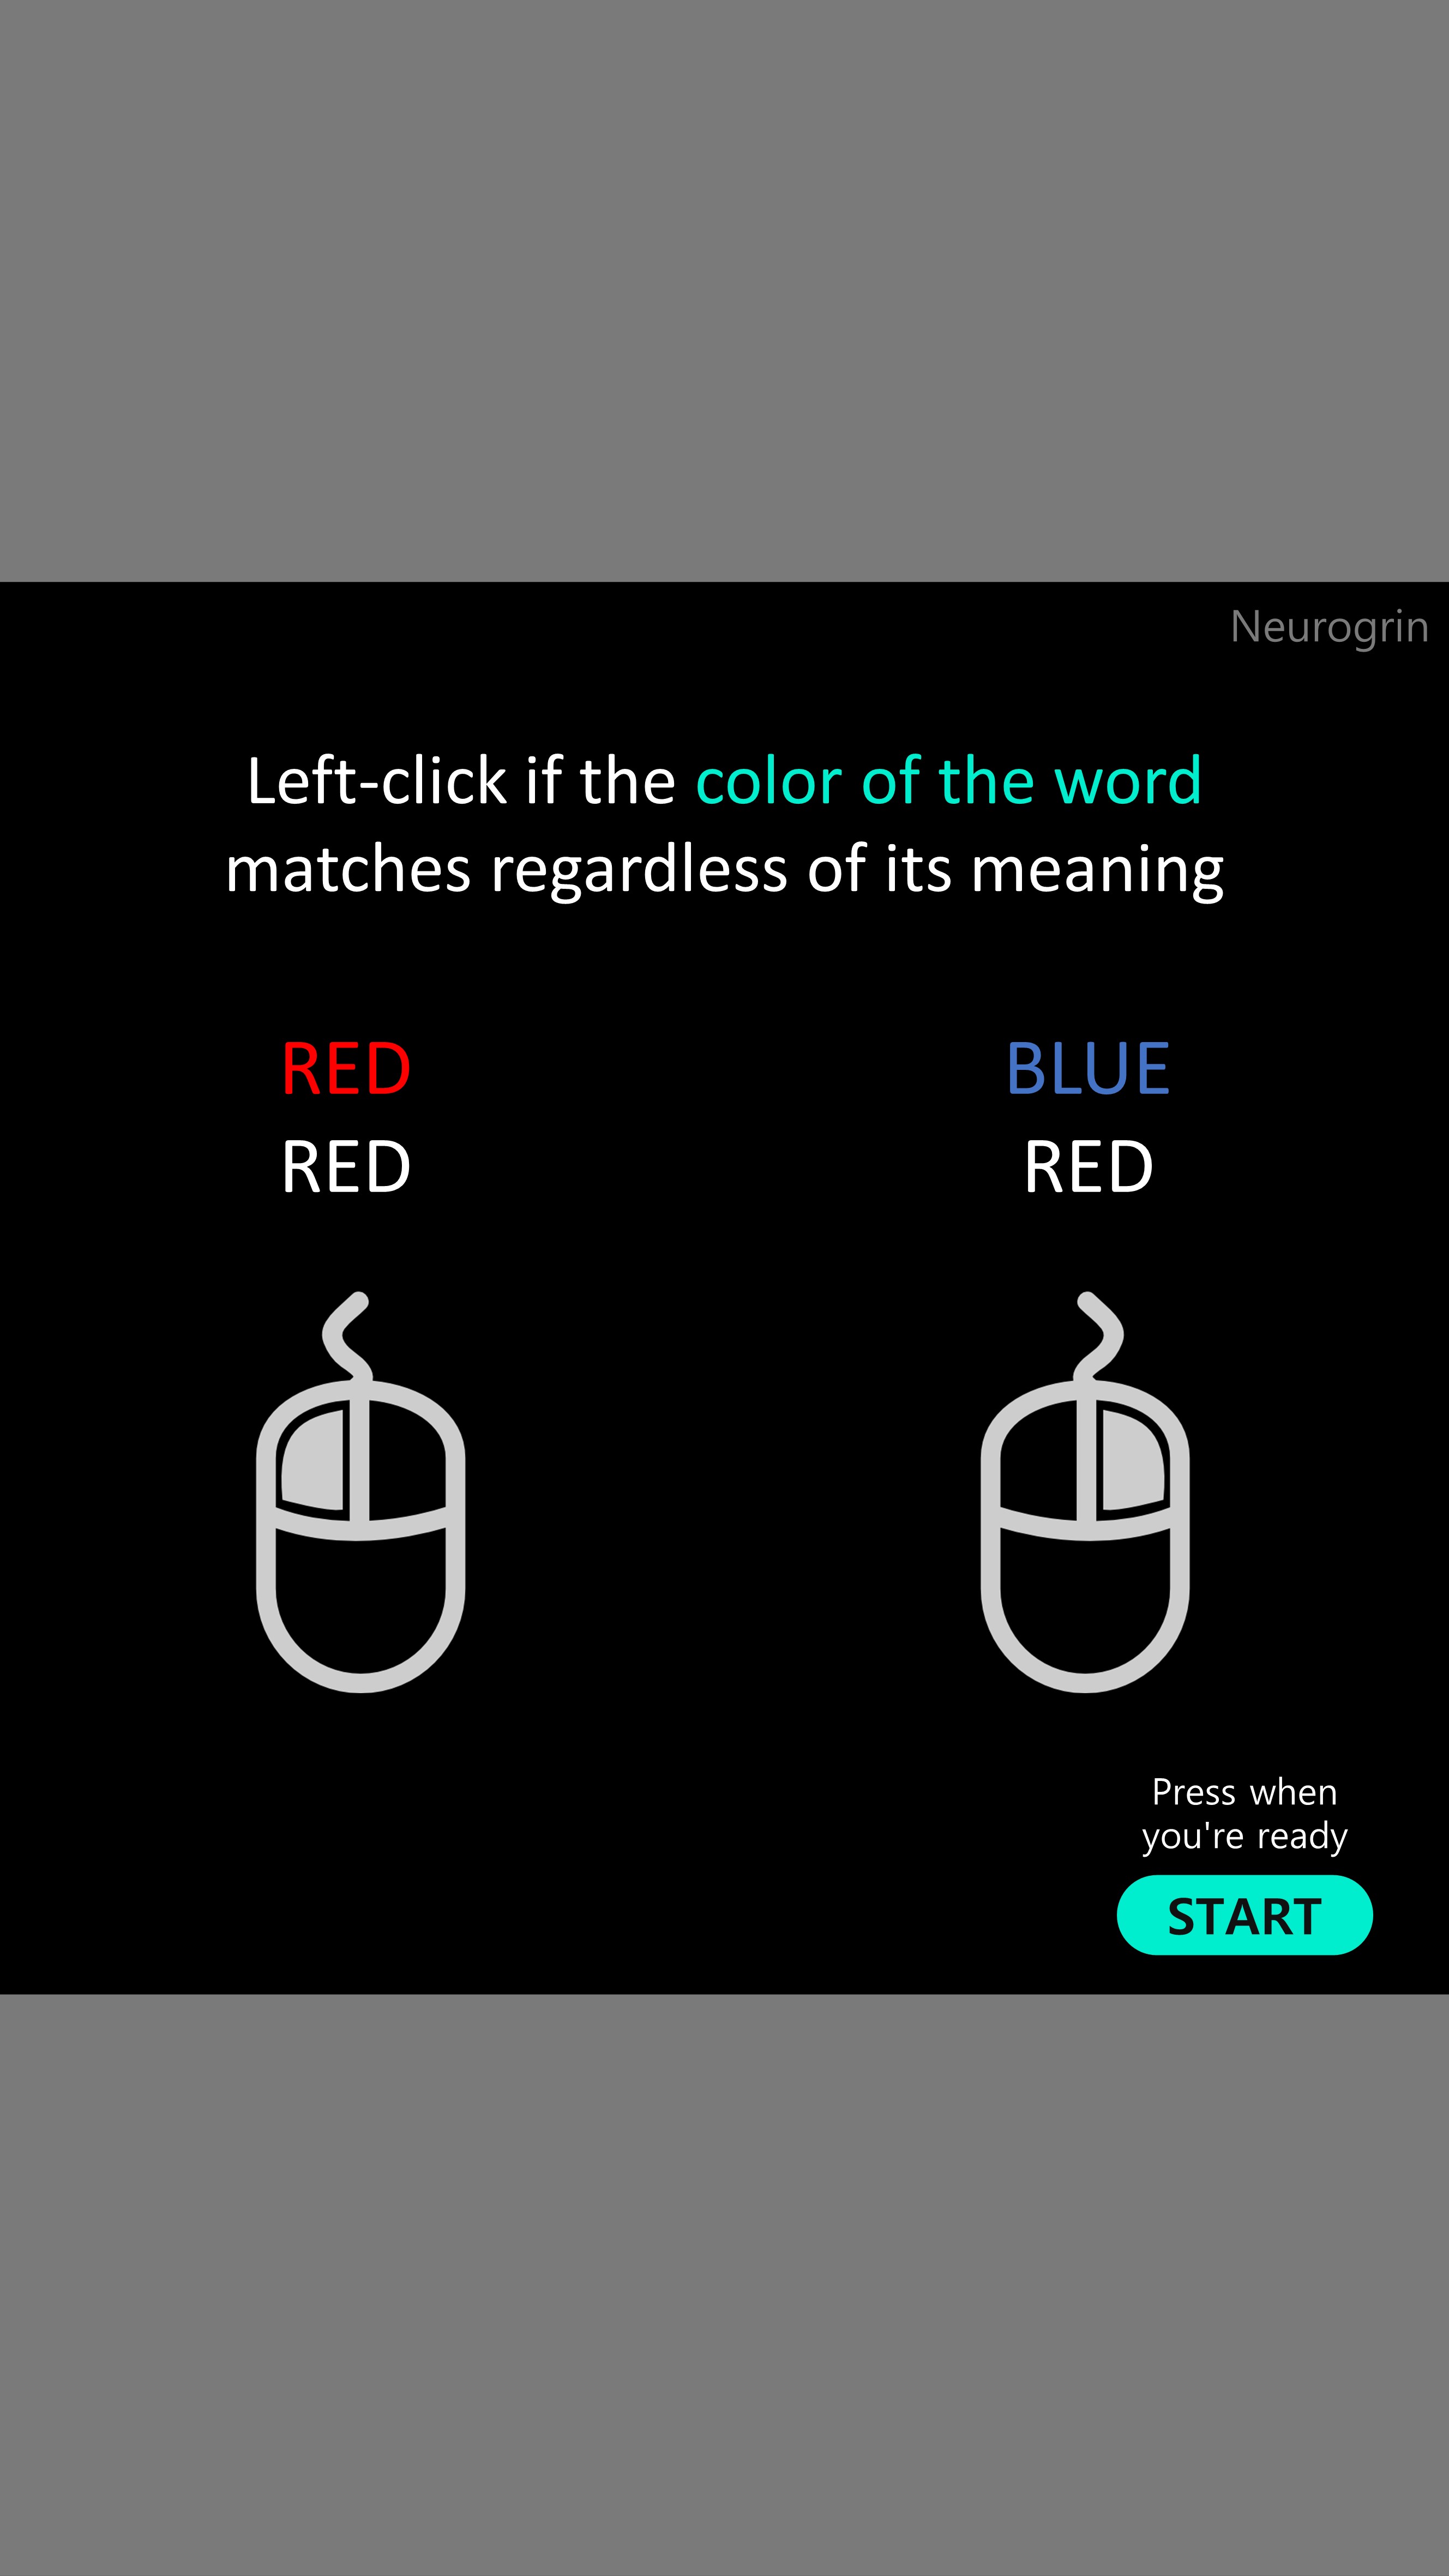 Neurogrin
Left-click if the color of the word
matches regardless of its meaning
RED
RED
BLUE
RED
Press when
you're ready
START